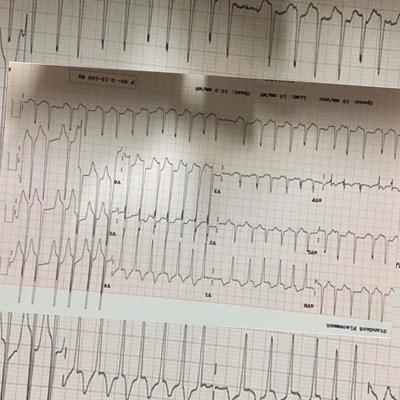 Standard Placement
aVR V1 V4
aVL V2 V5
aVF V3 V6
Speed: 25 mm/sec Limb: 10 mm/mV Chest: 10.0 mm/mV
F 60~ 0.15-100 Hz